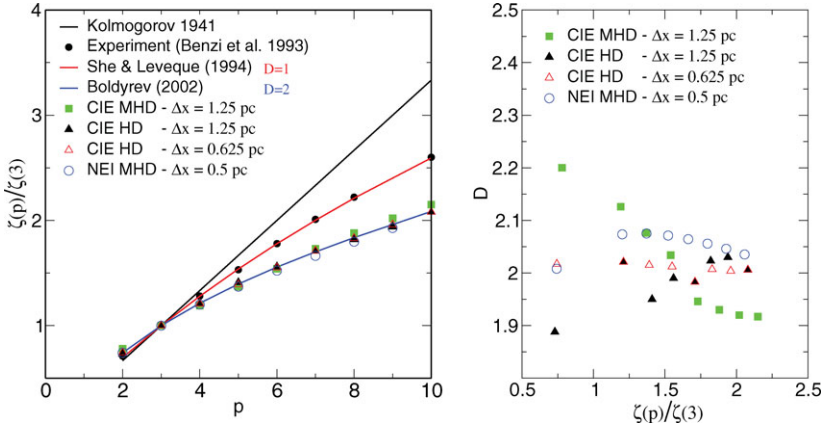 Kolmogorov 1941
Experiment (Benzi et al. 1993)
She & Leveque (1994) D=1
Boldyrev (2002) D=2
CIE MHD - Δx = 1.25 pc
CIE HD - Δx = 1.25 pc
CIE HD - Δx = 0.625 pc
NEI MHD - Δx = 0.5 pc
ζ(p)/ζ(3)
4
3
2
1
0 2 4 6 8 10
p
CIE MHD - Δx = 1.25 pc
CIE HD - Δx = 1.25 pc
CIE HD - Δx = 0.625 pc
NEI MHD - Δx = 0.5 pc
D
2.5
2.4
2.3
2.2
2.1
2.0
1.9
0.5 1 1.5 2 2.5
ζ(p)/ζ(3)